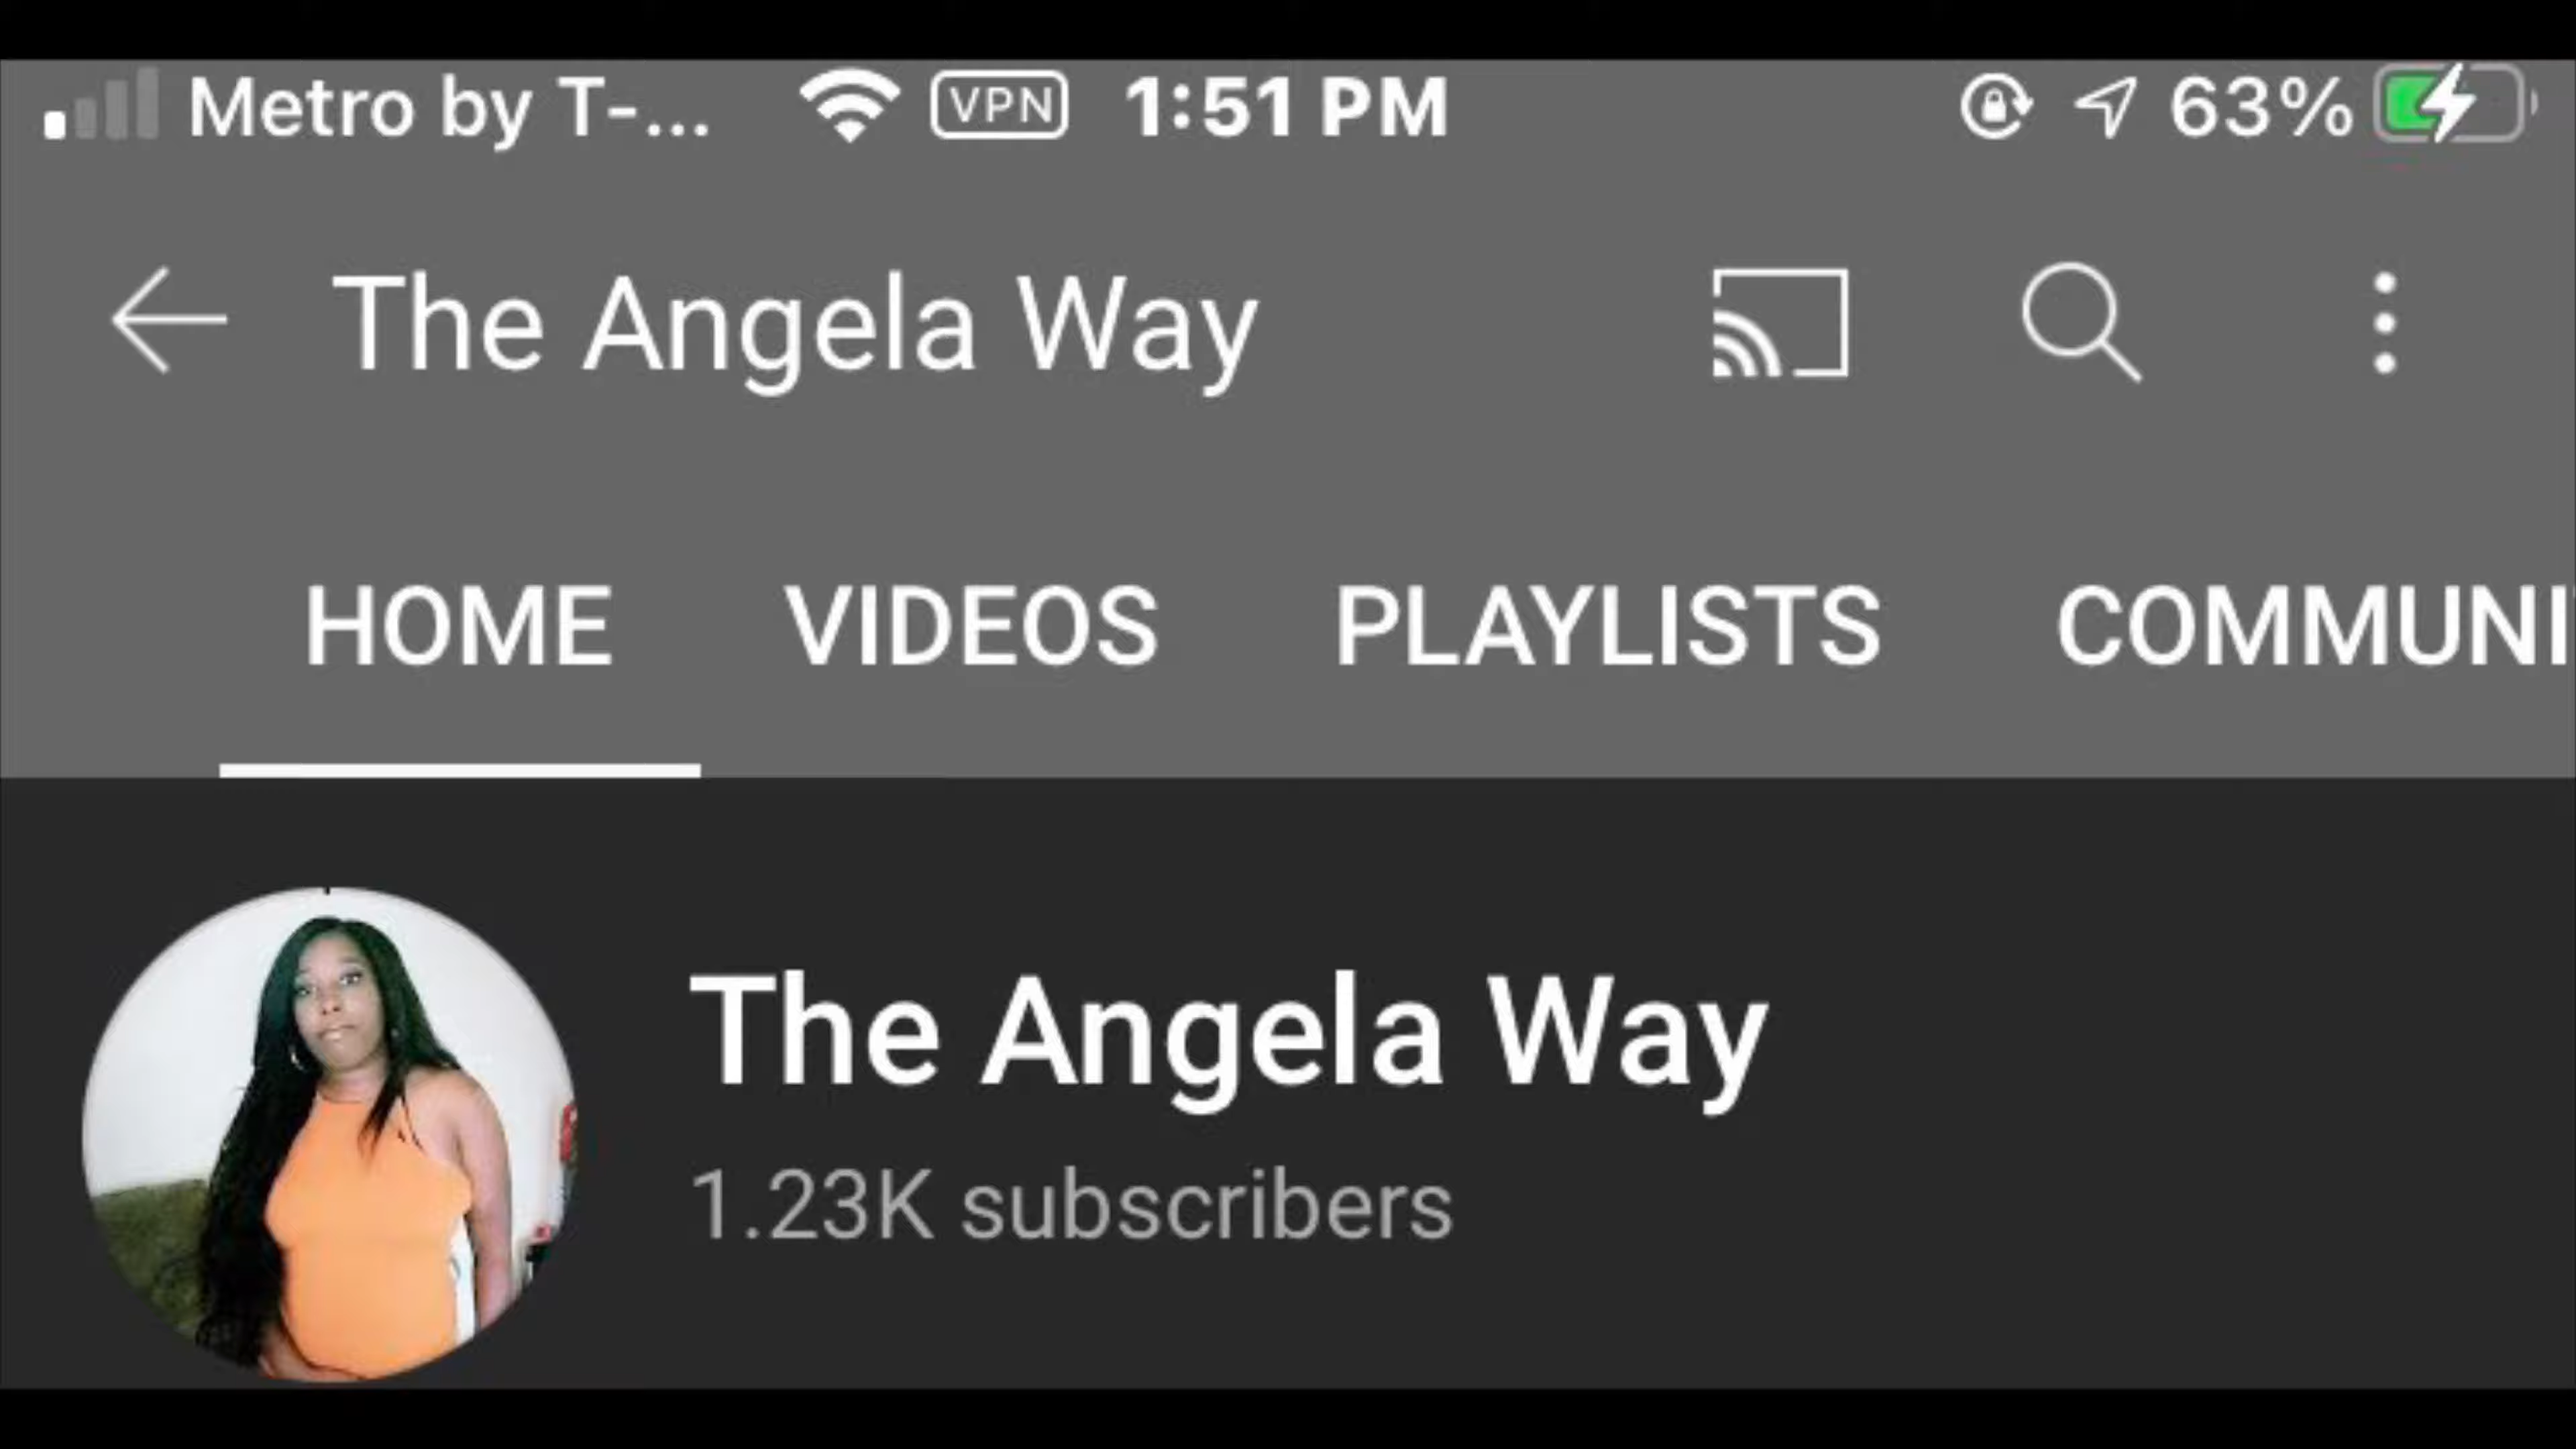 Metro by T-... VPN 1:51 PM 63%
The Angela Way
HOME VIDEOS PLAYLISTS COMMUNI
The Angela Way
1.23K subscribers